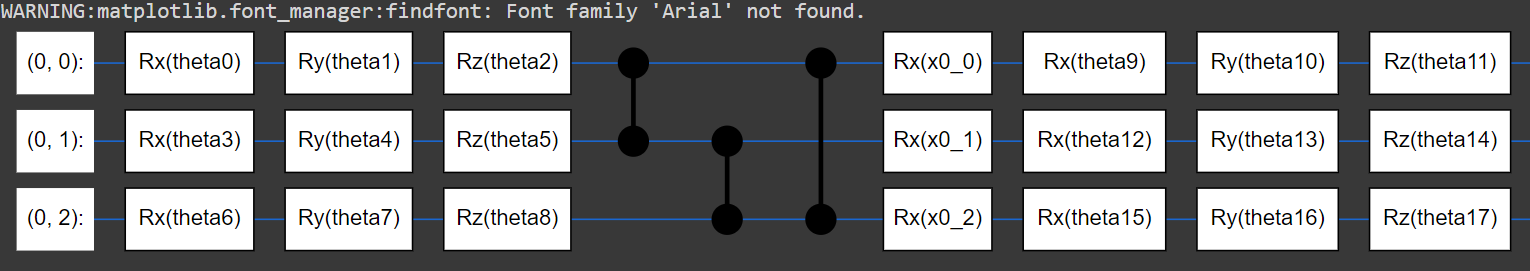 WARNING:matplotlib.font_manager:findfont: Font family 'Arial' not found.
(0, 0): Rx(theta0) Ry(theta1) Rz(theta2) Rx(x0_0) Rx(theta9) Ry(theta10) Rz(theta11)
(0, 1): Rx(theta3) Ry(theta4) Rz(theta5) Rx(x0_1) Rx(theta12) Ry(theta13) Rz(theta14)
(0, 2): Rx(theta6) Ry(theta7) Rz(theta8) Rx(x0_2) Rx(theta15) Ry(theta16) Rz(theta17)